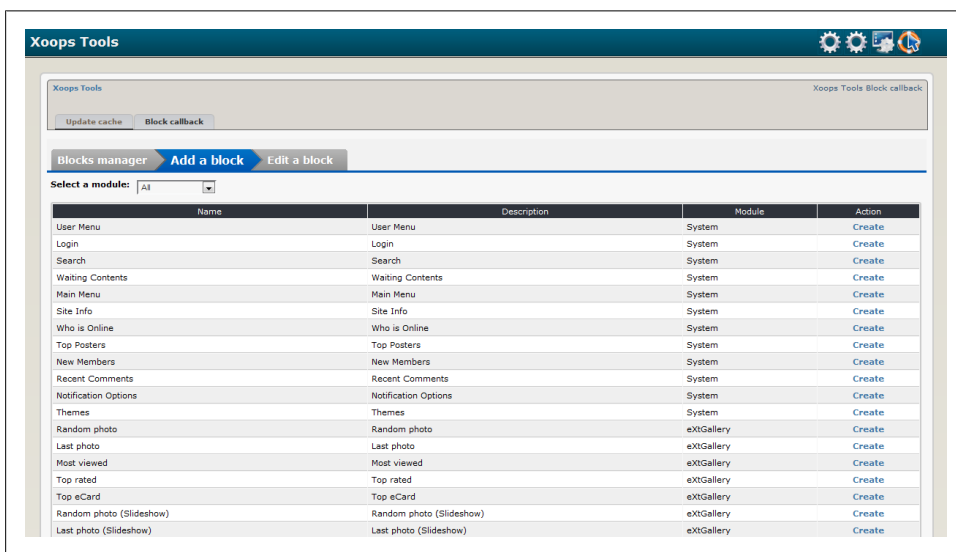 Xoops Tools
Xoops Tools Xoops Tools Block callback
Update cache Block callback
Blocks manager Add a block Edit a block
Select a module: All
Name Description Module Action
User Menu User Menu System Create
Login Login System Create
Search Search System Create
Waiting Contents Waiting Contents System Create
Main Menu Main Menu System Create
Site Info Site Info System Create
Who is Online Who is Online System Create
Top Posters Top Posters System Create
New Members New Members System Create
Recent Comments Recent Comments System Create
Notification Options Notification Options System Create
Themes Themes System Create
Random photo Random photo eXtGallery Create
Last photo Last photo eXtGallery Create
Most viewed Most viewed eXtGallery Create
Top rated Top rated eXtGallery Create
Top eCard Top eCard eXtGallery Create
Random photo (Slideshow) Random photo (Slideshow) eXtGallery Create
Last photo (Slideshow) Last photo (Slideshow) eXtGallery Create